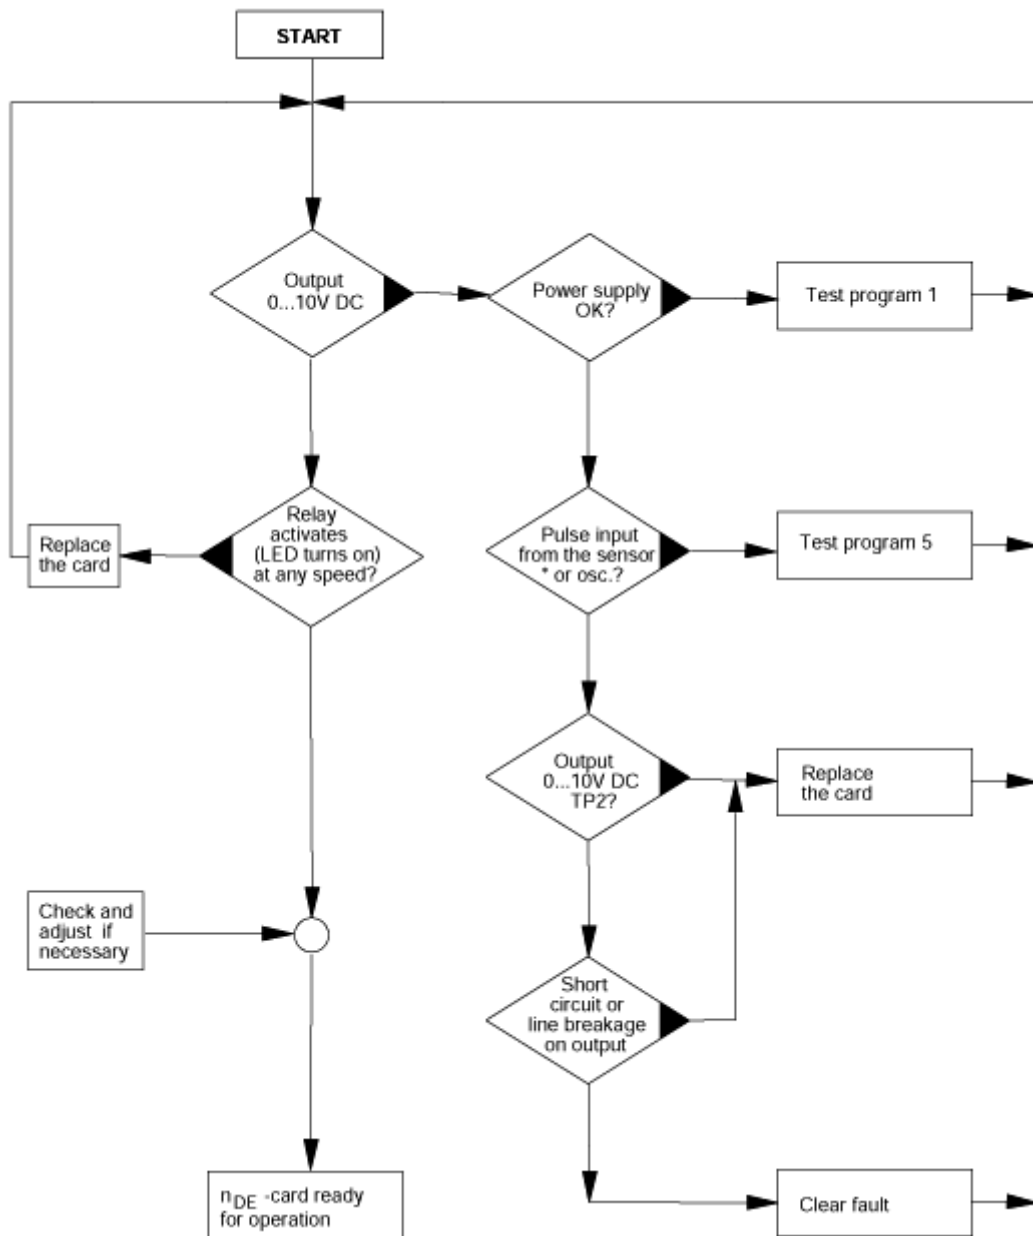 START
Output
0...10V DC
Power supply
OK?
Test program 1
Replace
the card
Relay
activates
(LED turns on)
at any speed?
Pulse input
from the sensor
* or osc.?
Test program 5
Output
0...10V DC
TP2?
Replace
the card
Check and
adjust if
necessary
Short
circuit or
line breakage
on output
nDE -card ready
for operation
Clear fault